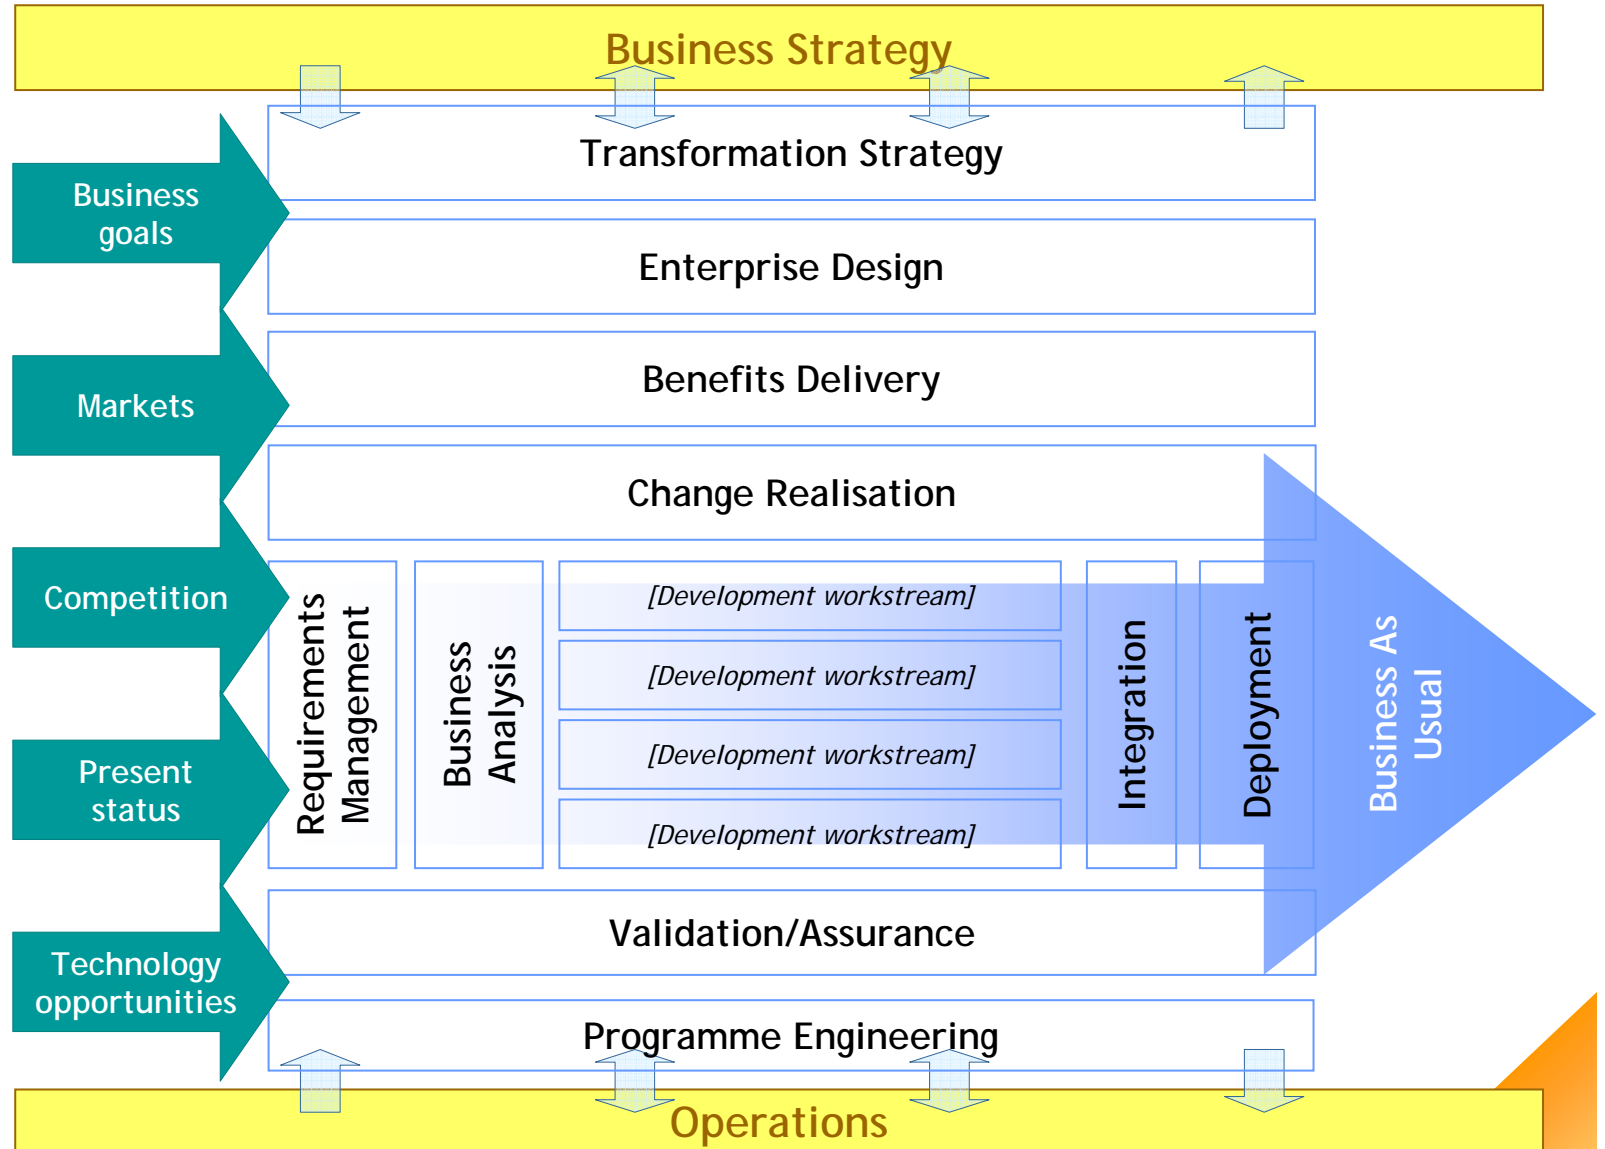 Business Strategy
Transformation Strategy
Business
goals
Enterprise Design
Benefits Delivery
Markets
Change Realisation
Competition
Requirements
Management
Business
Analysis
[Development workstream]
[Development workstream]
[Development workstream]
[Development workstream]
Integration
Deployment
Business As
Usual
Present
status
Validation/Assurance
Technology
opportunities
Programme Engineering
Operations